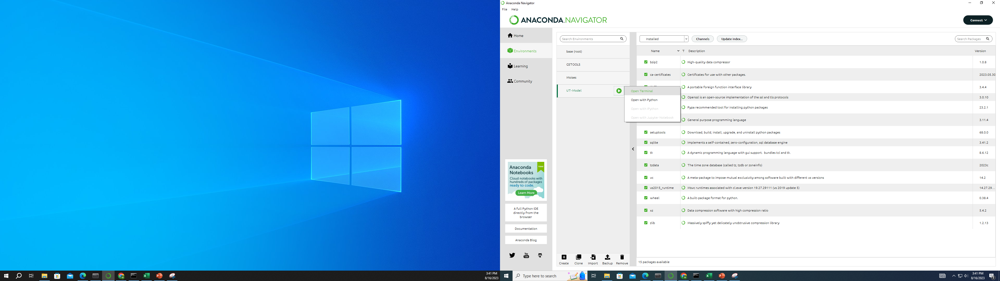 Anaconda Navigator
File Help
ANACONDA.NAVIGATOR
Connect
Home
Environments
Learning
Community
Anaconda
Notebooks
New!
Cloud notebooks with
hundreds of packages
ready to code.
Learn More
A full Python IDE
directly from the
browser
Documentation
Anaconda Blog
You
Tube
Search Environments
base (root)
GSTOOLS
Moises
UT-Model
Open Terminal
Open with Python
Open with IPython
Open with Jupyter Notebook
Create Clone Import Backup Remove
Installed Channels Update index... Search Packages
Name T Description Version
bzip2 High-quality data compressor 1.0.8
ca-certificates Certificates for use with other packages. 2023.05.30
A portable foreign function interface library 3.4.4
Openssl is an open-source implementation of the ssl and tls protocols 3.0.10
Pypa recommended tool for installing python packages 23.2.1
General purpose programming language 3.11.4
setuptools Download, build, install, upgrade, and uninstall python packages 68.0.0
sqlite Implements a self-contained, zero-configuration, sql database engine 3.41.2
tk A dynamic programming language with gui support. bundles tcl and tk. 8.6.12
tzdata The time zone database (called tz, tzdb or zoneinfo) 2023c
vc A meta-package to impose mutual exclusivity among software built with different vs versions 14.2
vs2015_runtime Msvc runtimes associated with cl.exe version 19.27.29111 (vs 2019 update 5) 14.27.29...
wheel A built-package format for python. 0.38.4
xz Data compression software with high compression ratio 5.4.2
zlib Massively spiffy yet delicately unobtrusive compression library 1.2.13
15 packages available
3:41 PM
8/16/2023
Type here to search
3:41 PM
8/16/2023